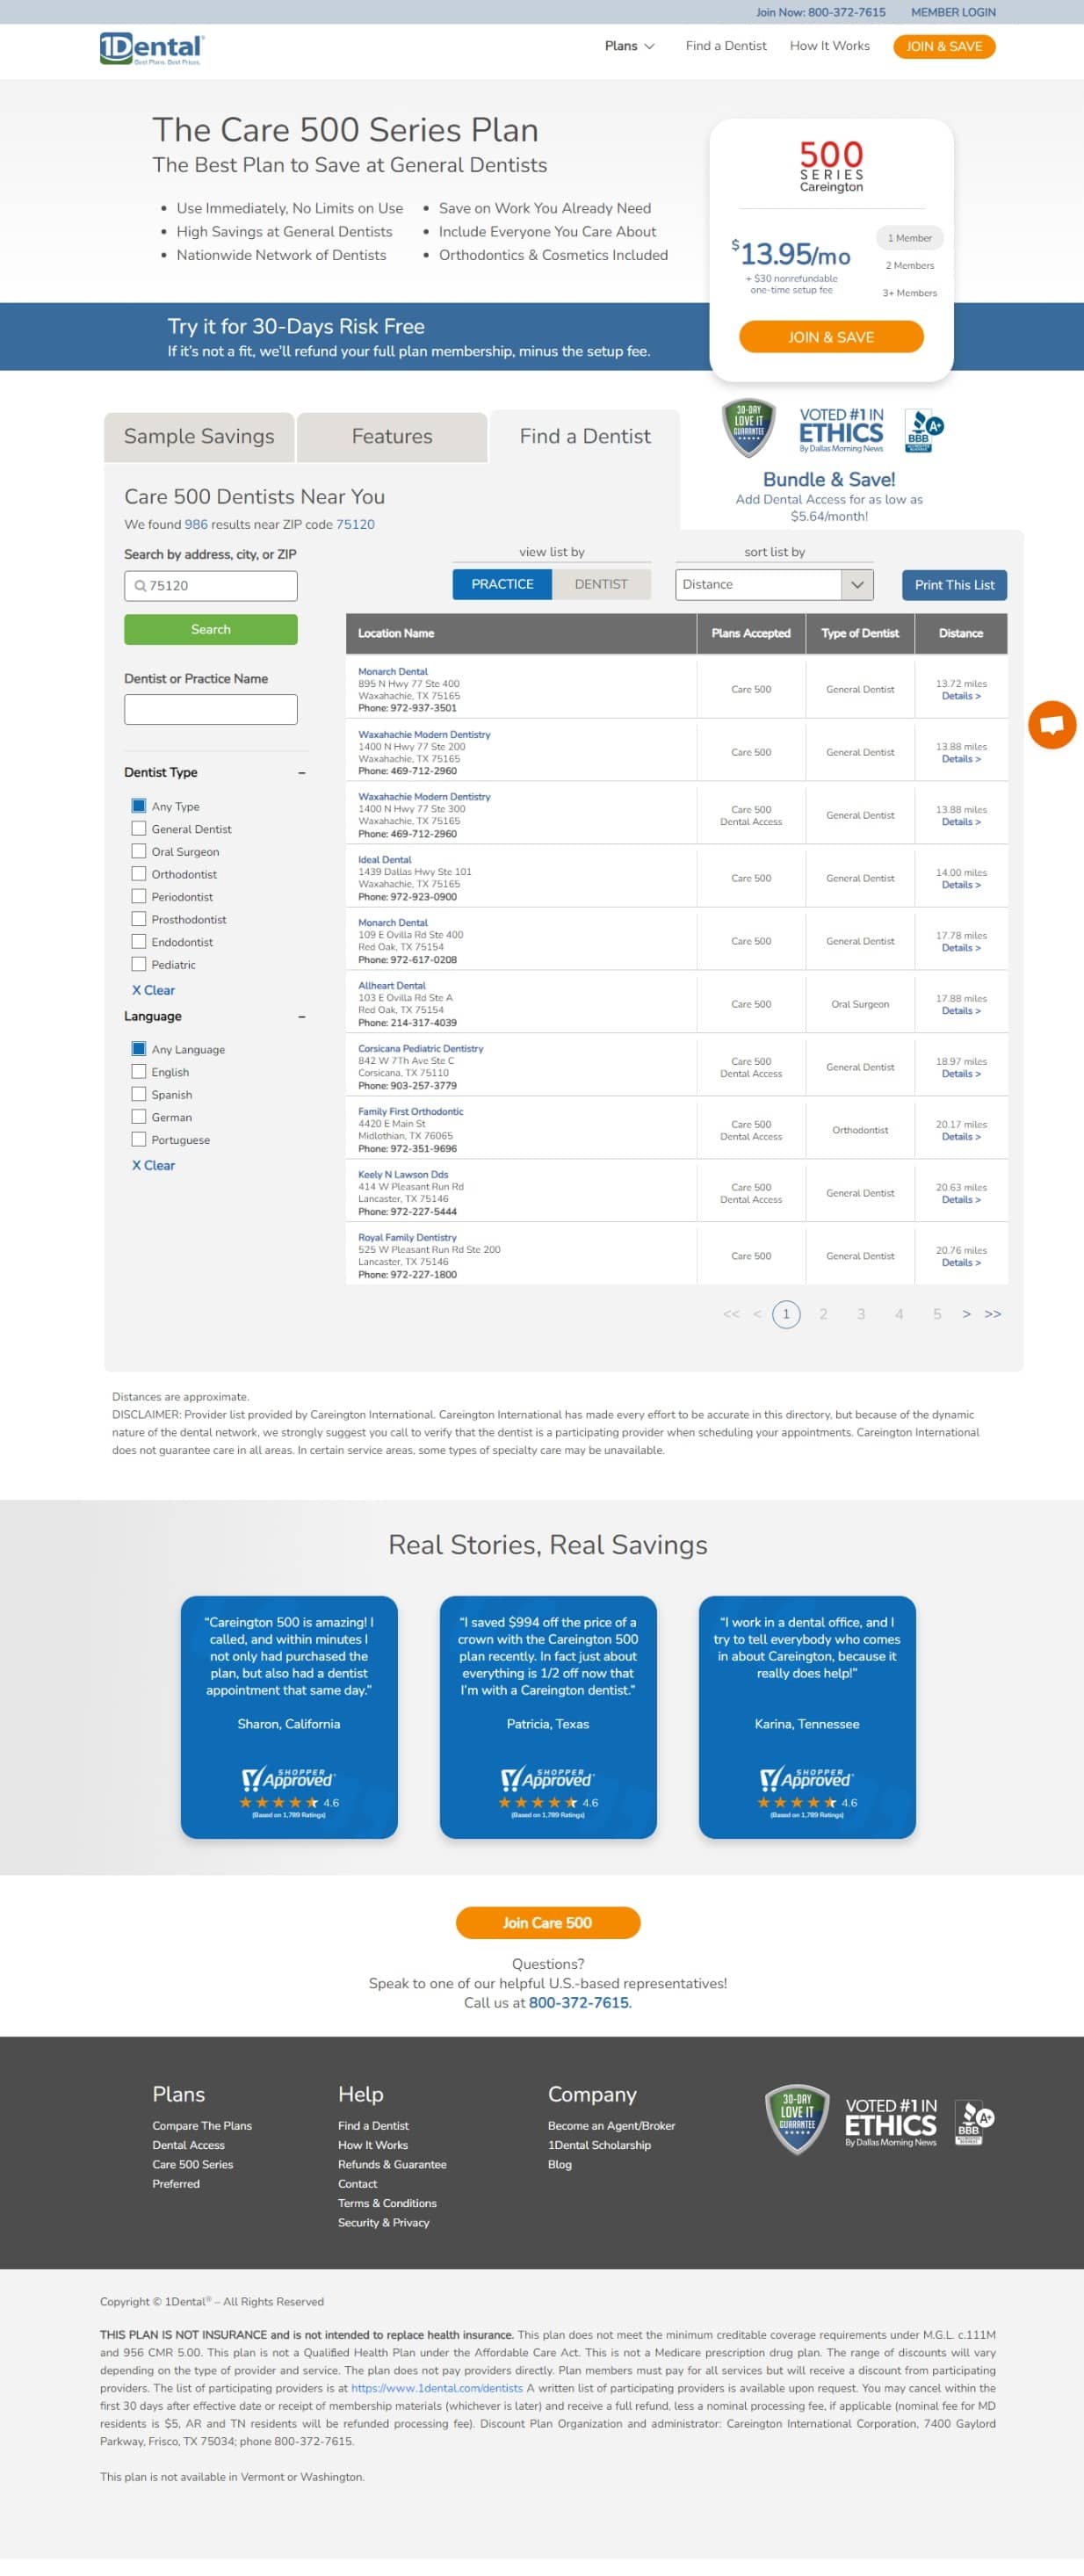 Join Now: 800-372-7615 MEMBER LOGIN
1Dental®
Best Plans. Best Prices.
Plans Find a Dentist How It Works JOIN & SAVE
The Care 500 Series Plan
The Best Plan to Save at General Dentists
• Use Immediately, No Limits on Use
• High Savings at General Dentists
• Nationwide Network of Dentists
• Save on Work You Already Need
• Include Everyone You Care About
• Orthodontics & Cosmetics Included
500
SERIES
Careington
$13.95/mo
+ $30 nonrefundable
one-time setup fee
1 Member
2 Members
3+ Members
JOIN & SAVE
Try it for 30-Days Risk Free
If it's not a fit, we'll refund your full plan membership, minus the setup fee.
Sample Savings Features Find a Dentist
30-DAY
LOVE IT
GUARANTEE
VOTED #1 IN
ETHICS
By Dallas Morning News
BBB A+
Bundle & Save!
Add Dental Access for as low as
$5.64/month!
Care 500 Dentists Near You
We found 986 results near ZIP code 75120
Search by address, city, or ZIP
75120
Search
Dentist or Practice Name
Dentist Type –
Any Type
General Dentist
Oral Surgeon
Orthodontist
Periodontist
Prosthodontist
Endodontist
Pediatric
X Clear
Language –
Any Language
English
Spanish
German
Portuguese
X Clear
view list by
PRACTICE DENTIST
sort list by
Distance
Print This List
Location Name Plans Accepted Type of Dentist Distance
Monarch Dental
895 N Hwy 77 Ste 400
Waxahachie, TX 75165
Phone: 972-937-3501
Care 500
General Dentist
13.72 miles
Details >
Waxahachie Modern Dentistry
1400 N Hwy 77 Ste 200
Waxahachie, TX 75165
Phone: 469-712-2960
Care 500
General Dentist
13.88 miles
Details >
Waxahachie Modern Dentistry
1400 N Hwy 77 Ste 300
Waxahachie, TX 75165
Phone: 469-712-2960
Care 500
Dental Access
General Dentist
13.88 miles
Details >
Ideal Dental
1439 Dallas Hwy Ste 101
Waxahachie, TX 75165
Phone: 972-923-0900
Care 500
General Dentist
14.00 miles
Details >
Monarch Dental
109 E Ovilla Rd Ste 400
Red Oak, TX 75154
Phone: 972-617-0208
Care 500
General Dentist
17.78 miles
Details >
Allheart Dental
103 E Ovilla Rd Ste A
Red Oak, TX 75154
Phone: 214-317-4039
Care 500
Oral Surgeon
17.88 miles
Details >
Corsicana Pediatric Dentistry
842 W 7Th Ave Ste C
Corsicana, TX 75110
Phone: 903-257-3779
Care 500
Dental Access
General Dentist
18.97 miles
Details >
Family First Orthodontic
4420 E Main St
Midlothian, TX 76065
Phone: 972-351-9696
Care 500
Dental Access
Orthodontist
20.17 miles
Details >
Keely N Lawson Dds
414 W Pleasant Run Rd
Lancaster, TX 75146
Phone: 972-227-5444
Care 500
Dental Access
General Dentist
20.63 miles
Details >
Royal Family Dentistry
525 W Pleasant Run Rd Ste 200
Lancaster, TX 75146
Phone: 972-227-1800
Care 500
General Dentist
20.76 miles
Details >
<< < 1 2 3 4 5 > >>
Distances are approximate.
DISCLAIMER: Provider list provided by Careington International. Careington International has made every effort to be accurate in this directory, but because of the dynamic
nature of the dental network, we strongly suggest you call to verify that the dentist is a participating provider when scheduling your appointments. Careington International
does not guarantee care in all areas. In certain service areas, some types of specialty care may be unavailable.
Real Stories, Real Savings
"Careington 500 is amazing! I
called, and within minutes I
not only had purchased the
plan, but also had a dentist
appointment that same day."
Sharon, California
SHOPPER
Approved
4.6
(Based on 1,789 Ratings)
"I saved $994 off the price of a
crown with the Careington 500
plan recently. In fact just about
everything is 1/2 off now that
I'm with a Careington dentist."
Patricia, Texas
SHOPPER
Approved
4.6
(Based on 1,789 Ratings)
"I work in a dental office, and I
try to tell everybody who comes
in about Careington, because it
really does help!"
Karina, Tennessee
SHOPPER
Approved
4.6
(Based on 1,789 Ratings)
Join Care 500
Questions?
Speak to one of our helpful U.S.-based representatives!
Call us at 800-372-7615.
Plans
Compare The Plans
Dental Access
Care 500 Series
Preferred
Help
Find a Dentist
How It Works
Refunds & Guarantee
Contact
Terms & Conditions
Security & Privacy
Company
Become an Agent/Broker
1Dental Scholarship
Blog
30-DAY
LOVE IT
GUARANTEE
VOTED #1 IN
ETHICS
By Dallas Morning News
BBB A+
Copyright © 1Dental® – All Rights Reserved
THIS PLAN IS NOT INSURANCE and is not intended to replace health insurance. This plan does not meet the minimum creditable coverage requirements under M.G.L. c.111M
and 956 CMR 5.00. This plan is not a Qualified Health Plan under the Affordable Care Act. This is not a Medicare prescription drug plan. The range of discounts will vary
depending on the type of provider and service. The plan does not pay providers directly. Plan members must pay for all services but will receive a discount from participating
providers. The list of participating providers is at https://www.1dental.com/dentists A written list of participating providers is available upon request. You may cancel within the
first 30 days after effective date or receipt of membership materials (whichever is later) and receive a full refund, less a nominal processing fee, if applicable (nominal fee for MD
residents is $5, AR and TN residents will be refunded processing fee). Discount Plan Organization and administrator: Careington International Corporation, 7400 Gaylord
Parkway, Frisco, TX 75034; phone 800-372-7615.
This plan is not available in Vermont or Washington.